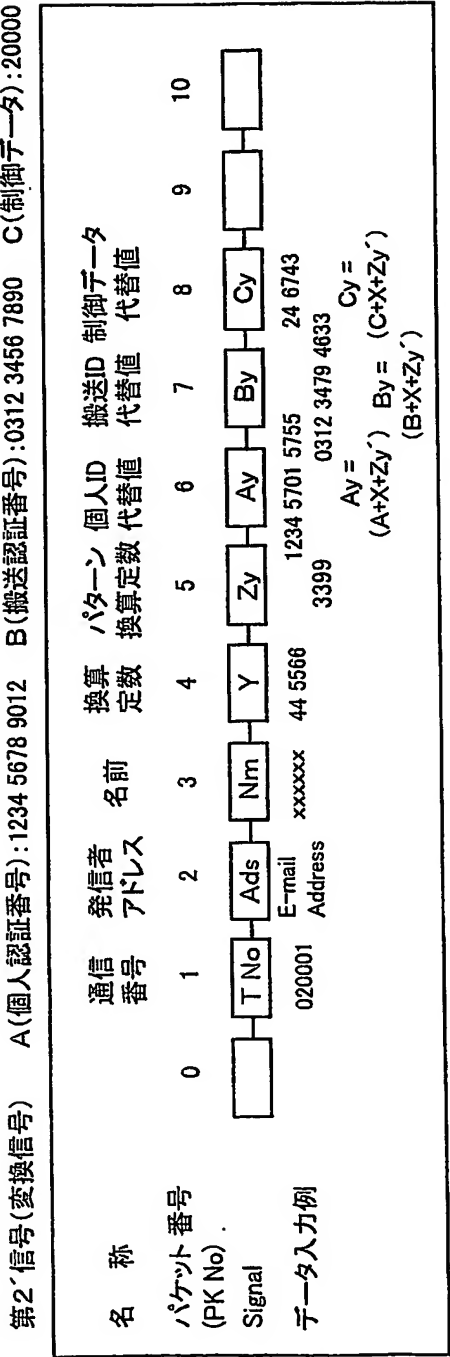 第2´信号(変換信号) A(個人認証番号):1234 5678 9012 B(搬送認証番号):0312 3456 7890 C(制御データ):20000
名 称 通信番号 発信者アドレス 名前 換算定数 パターン換算定数 個人ID代替値 搬送ID代替値 制御データ代替値
パケット番号 0 1 2 3 4 5 6 7 8 9 10
(PK No)
Signal T No Ads Nm Y Zy Ay By Cy
データ入力例 020001 E-mail Address xxxxxx 44 5566 3399 1234 5701 5755 0312 3479 4633 24 6743
Ay = (A+X+Zy´) By = (B+X+Zy´) Cy = (C+X+Zy´)